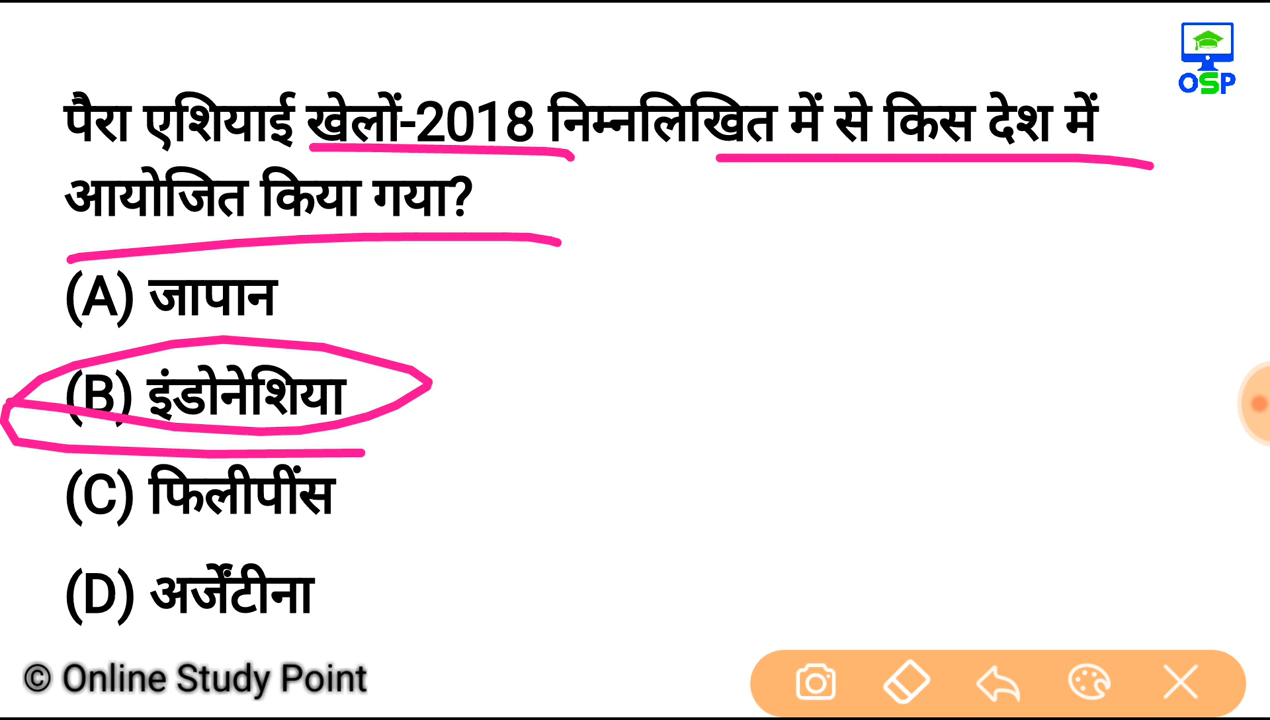 OSP
पैरा एशियाई खेलों-2018 निम्नलिखित में से किस देश में
आयोजित किया गया?
(A) जापान
(B) इंडोनेशिया
(C) फिलीपींस
(D) अर्जेंटीना
© Online Study Point